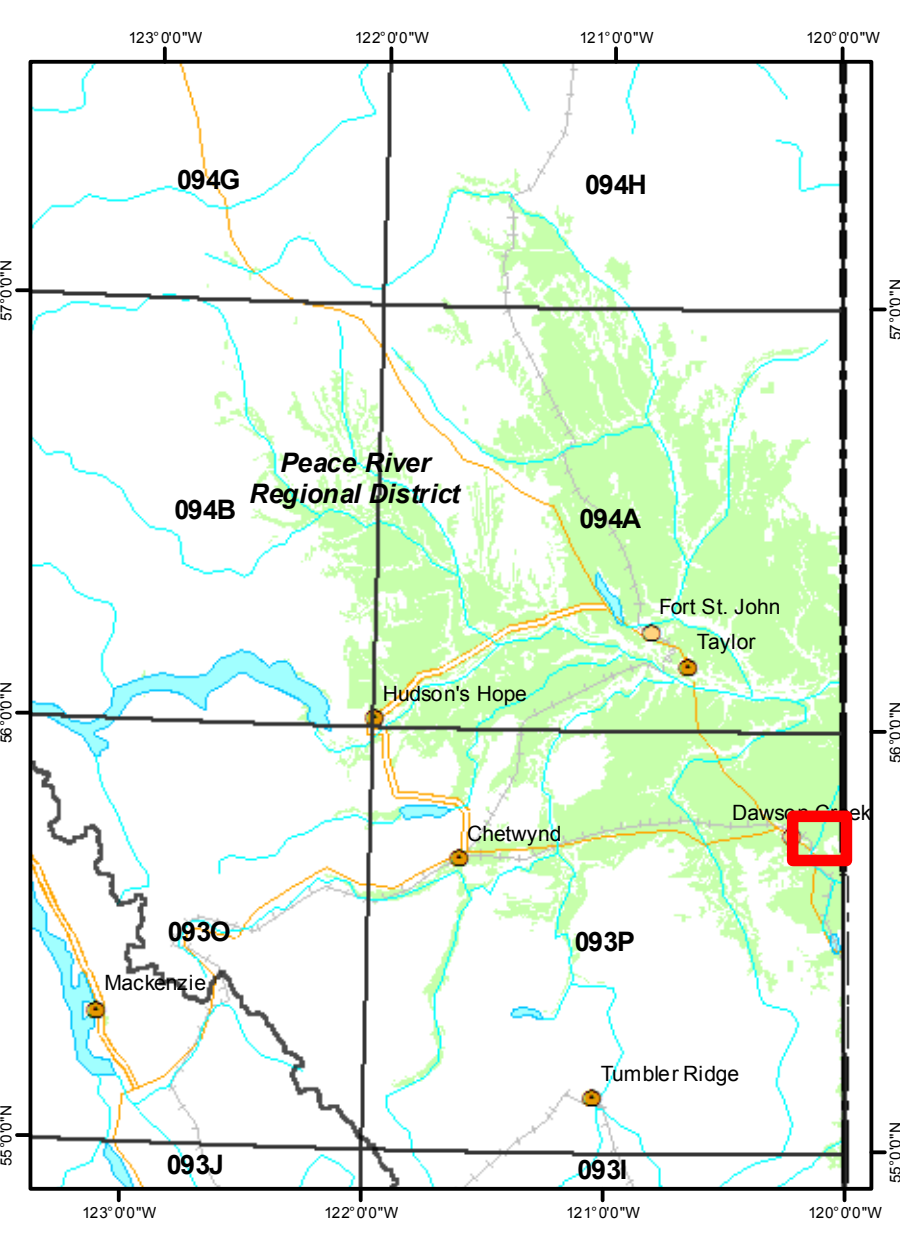 123°0'0"W
122°0'0"W
121°0'0"W
120°0'0"W
094G
094H
57°0'0"N
57°0'0"N
Peace River
Regional District
094B
094A
Fort St. John
Taylor
Hudson's Hope
56°0'0"N
56°0'0"N
Dawson Creek
Chetwynd
093O
093P
Mackenzie
Tumbler Ridge
55°0'0"N
55°0'0"N
093J
093I
123°0'0"W
122°0'0"W
121°0'0"W
120°0'0"W